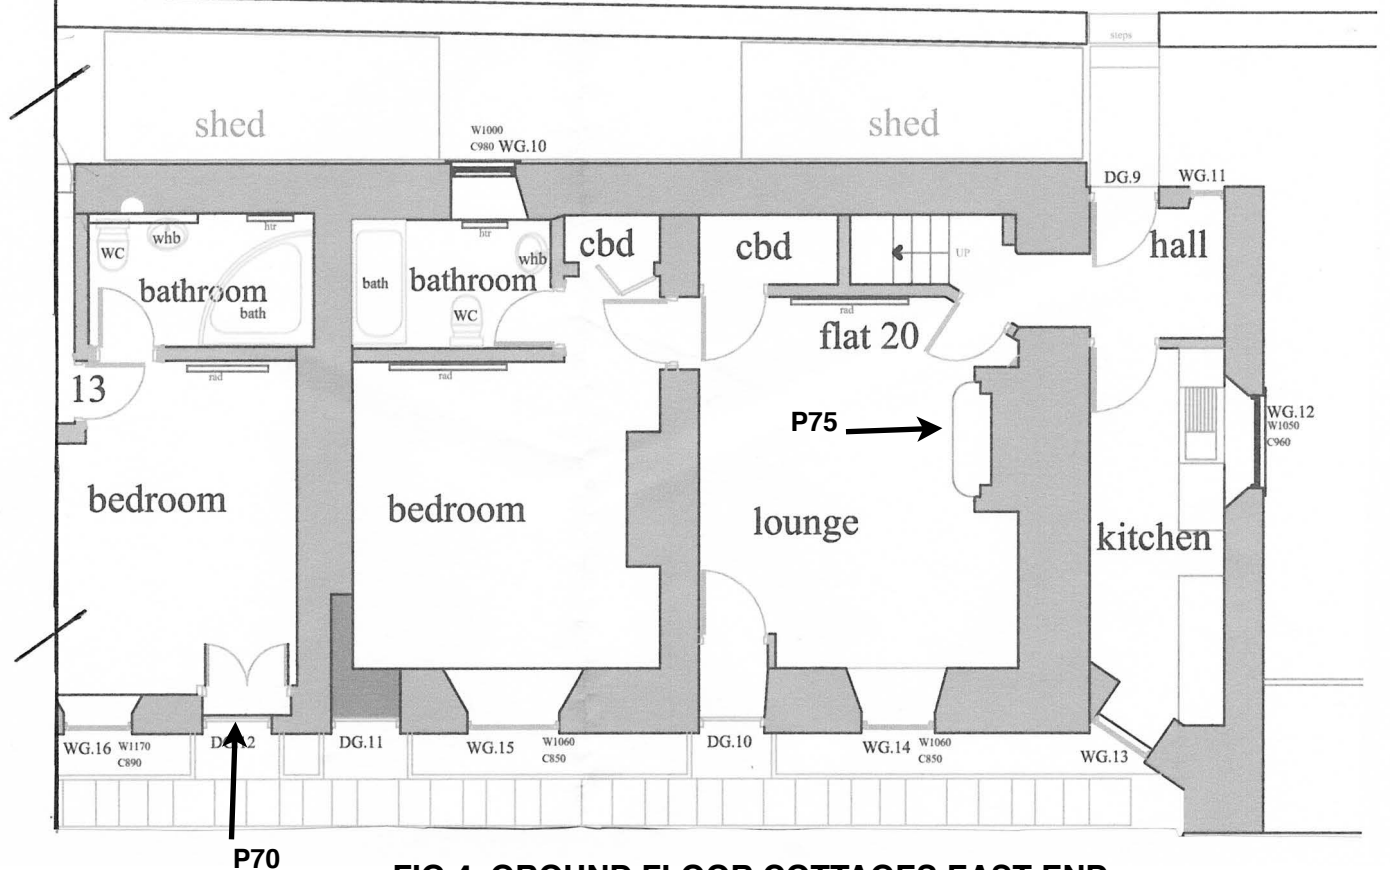 steps
shed
shed
W1000
C980 WG.10
DG.9
WG.11
WC
whb
htr
bathroom
bath
bath
htr
bathroom
whb
WC
cbd
cbd
UP
hall
13
rad
rad
rad
flat 20
P75
WG.12
W1050
C960
bedroom
bedroom
lounge
kitchen
WG.16 W1170
C890
DG.11
WG.15
W1060
C850
DG.10
WG.14 W1060
C850
WG.13
P70
FIG 4 GROUND FLOOR COTTAGES EAST END